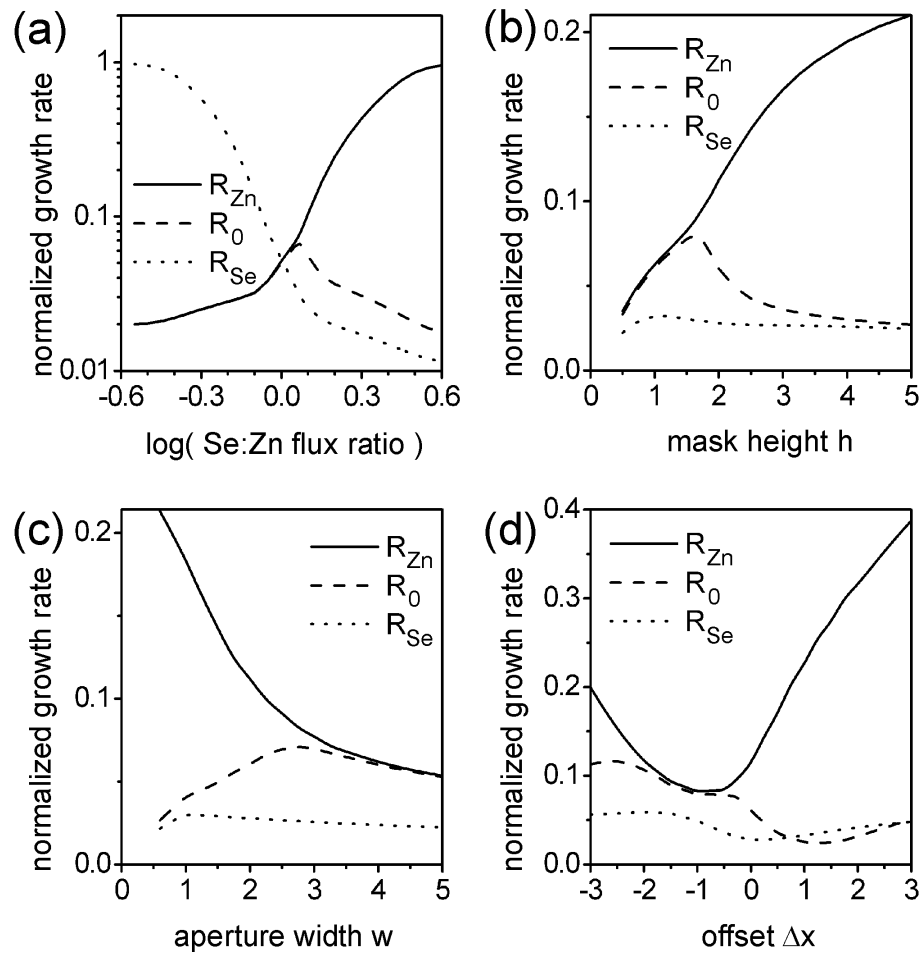 (a)
normalized growth rate
1
0.1
0.01
R_Zn
R_0
R_Se
-0.6 -0.3 0.0 0.3 0.6
log( Se:Zn flux ratio )
(b)
normalized growth rate
0.2
0.1
0.0
R_Zn
R_0
R_Se
0 1 2 3 4 5
mask height h
(c)
normalized growth rate
0.2
0.1
0.0
R_Zn
R_0
R_Se
0 1 2 3 4 5
aperture width w
(d)
normalized growth rate
0.4
0.3
0.2
0.1
0.0
R_Zn
R_0
R_Se
-3 -2 -1 0 1 2 3
offset Δx